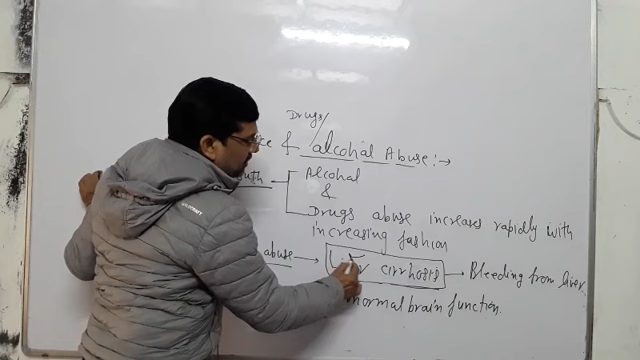 Drugs/
& alcohal Abuse:→
Alcohal
&
Drugs abuse increases rapidly with
increasing fashion
abuse → cirrhosis → Bleeding from liver.
normal brain function.